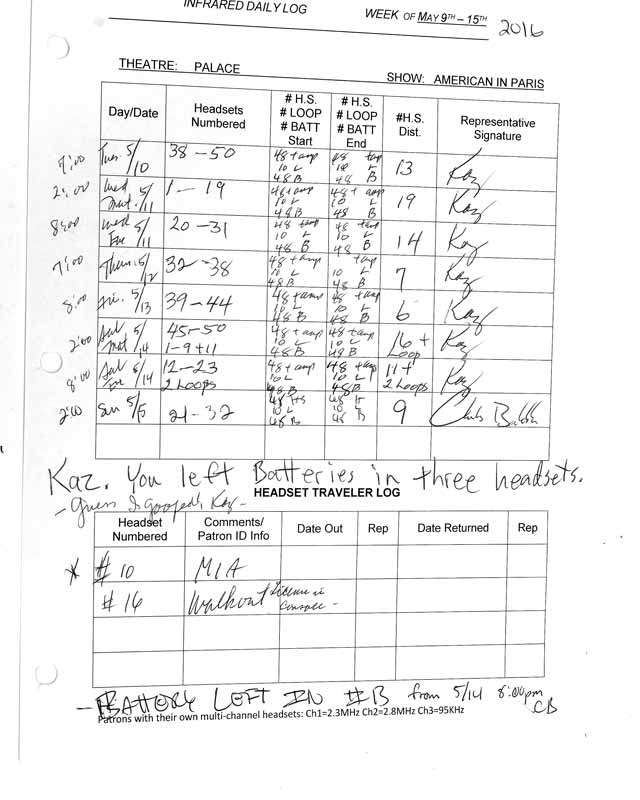 INFRARED DAILY LOG WEEK OF MAY 9TH – 15TH 2016
THEATRE: PALACE SHOW: AMERICAN IN PARIS
Day/Date Headsets Numbered # H.S. # LOOP # BATT Start # H.S. # LOOP # BATT End #H.S. Dist. Representative Signature
Tues. 5/10 38 – 50 48 + amp 10 L 48 B 48 + amp 10 L 48 B 13 Kaz
2:00 Wed Mat. 5/11 1 – 19 48 + amp 10 L 48 B 48 + amp 10 L 48 B 19 Kaz
8:00 Wed Eve 5/11 20 – 31 48 + amp 10 L 48 B 48 + amp 10 L 48 B 14 Kaz
7:00 Thurs. 5/12 32 – 38 48 + amp 10 L 48 B + amp 10 L 48 B 7 Kaz
8:00 Fri. 5/13 39 – 44 48 + amp 10 L 48 B 48 + amp 10 L 48 B 6 Kaz
2:00 Sat Mat 5/14 45 – 50 1 – 9 + 11 48 + amp 10 L 48 B 48 + amp 10 L 48 B 16 + Loop Kaz
8:00 Sat Eve 5/14 12 – 23 2 Loops 48 + amp 10 L 48 B 48 + amp 10 L 48 B 11 + 2 Loops Kaz
2:00 Sun 5/15 21 – 32 48 HS 10 L 48 B 48 H 10 L 48 B 9
Kaz. You left Batteries in three headsets.
- Guess I goofed, Kaz -
HEADSET TRAVELER LOG
Headset Numbered Comments/ Patron ID Info Date Out Rep Date Returned Rep
* # 10 MIA
# 16 Walkout License in Console -
- BATTERY LEFT IN #B from 5/14 8:00pm CB
Patrons with their own multi-channel headsets: Ch1=2.3MHz Ch2=2.8MHz Ch3=95KHz